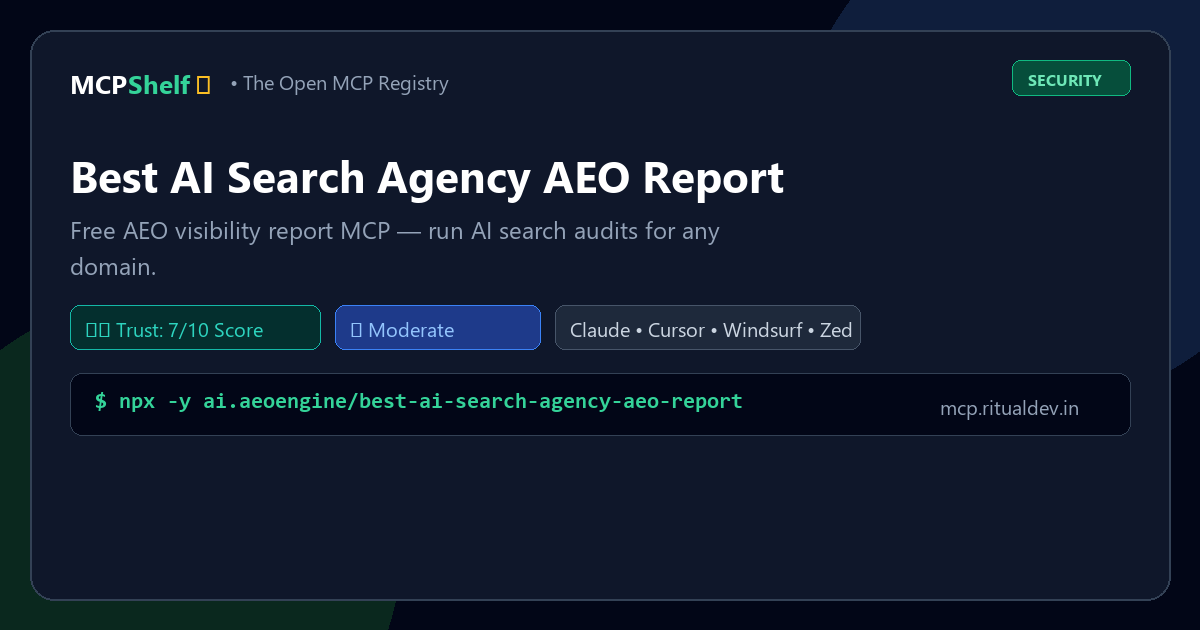 MCPShelf • The Open MCP Registry
SECURITY
Best AI Search Agency AEO Report
Free AEO visibility report MCP — run AI search audits for any
domain.
Trust: 7/10 Score
Moderate
Claude • Cursor • Windsurf • Zed
$ npx -y ai.aeoengine/best-ai-search-agency-aeo-report
mcp.ritualdev.in